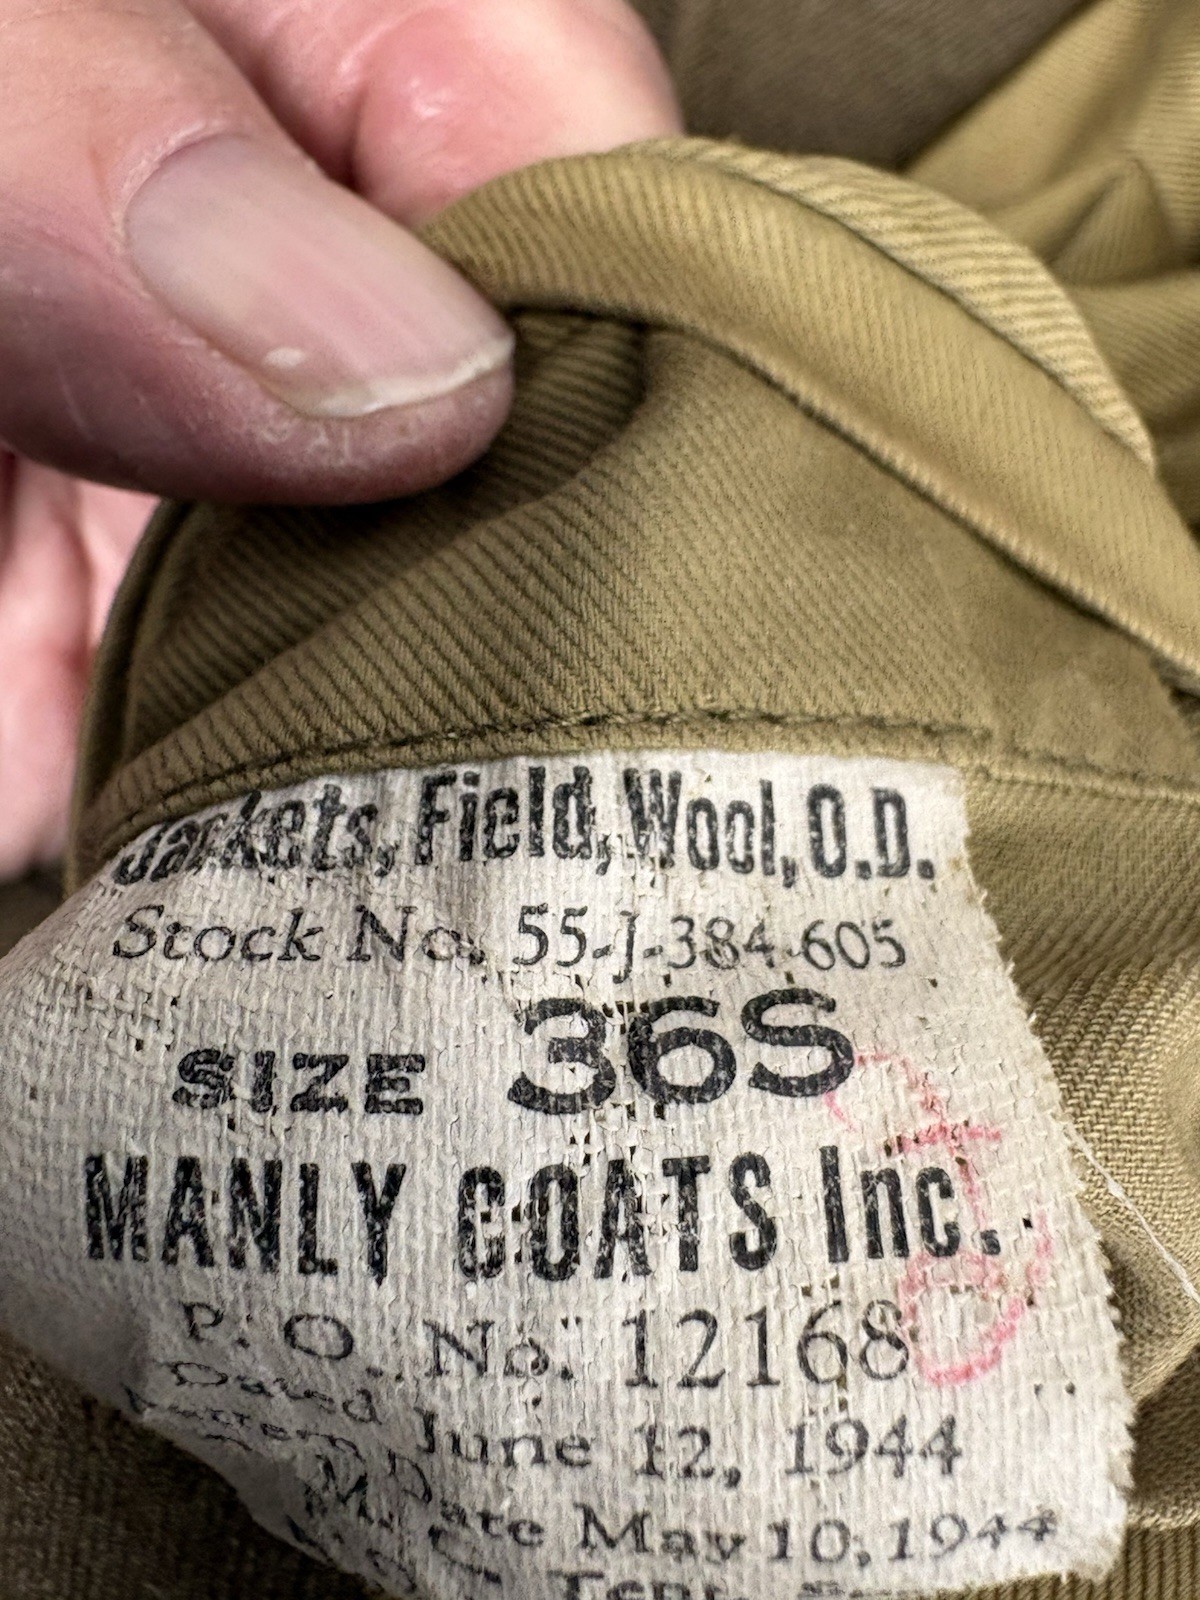 Jackets, Field, Wool, O.D.
Stock No. 55-J-384-605
SIZE 36S
MANLY COATS Inc.
P. O. No. 12168
Dated June 12, 1944
Pattern Date May 10, 1944